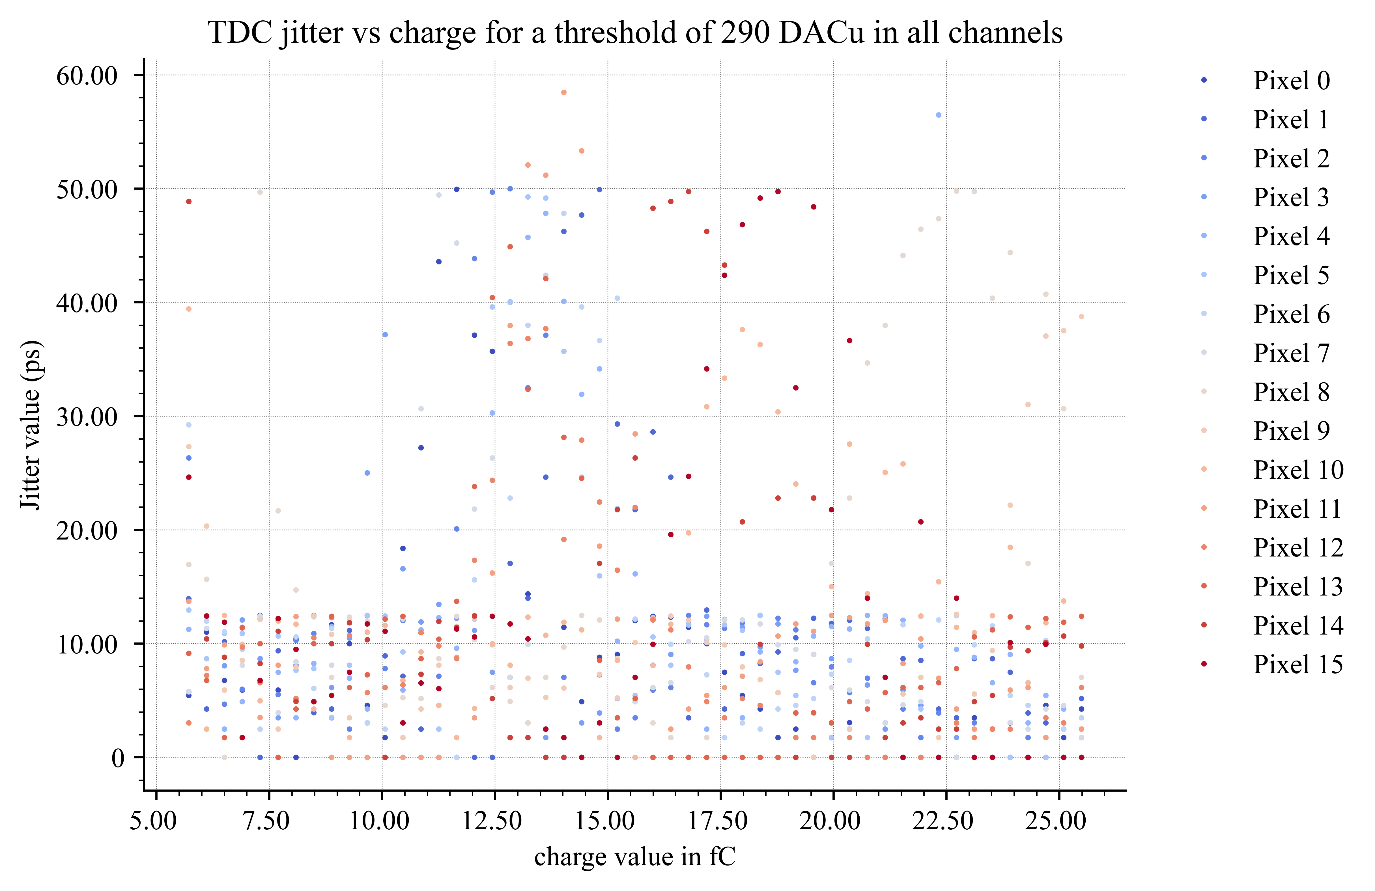 TDC jitter vs charge for a threshold of 290 DACu in all channels
60.00
50.00
40.00
30.00
20.00
10.00
0
Jitter value (ps)
5.00 7.50 10.00 12.50 15.00 17.50 20.00 22.50 25.00
charge value in fC
Pixel 0
Pixel 1
Pixel 2
Pixel 3
Pixel 4
Pixel 5
Pixel 6
Pixel 7
Pixel 8
Pixel 9
Pixel 10
Pixel 11
Pixel 12
Pixel 13
Pixel 14
Pixel 15